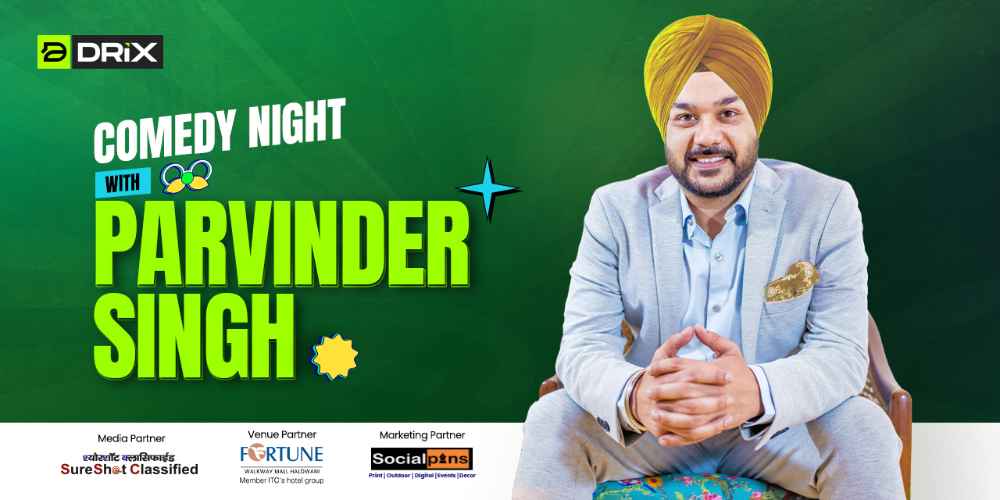 DRiX
COMEDY NIGHT
WITH
PARVINDER
SINGH
Media Partner
श्योरशॉट क्लासिफाईड
SureShot Classified
Venue Partner
FORTUNE
WALKWAY MALL HALDWANI
Member ITC's hotel group
Marketing Partner
Socialpins
Print | Outdoor | Digital | Events | Decor